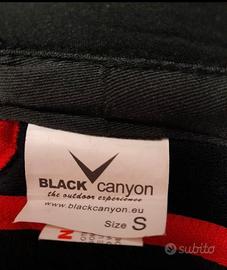 BLACK canyon
the outdoor experience
www.blackcanyon.eu
Size S
subito